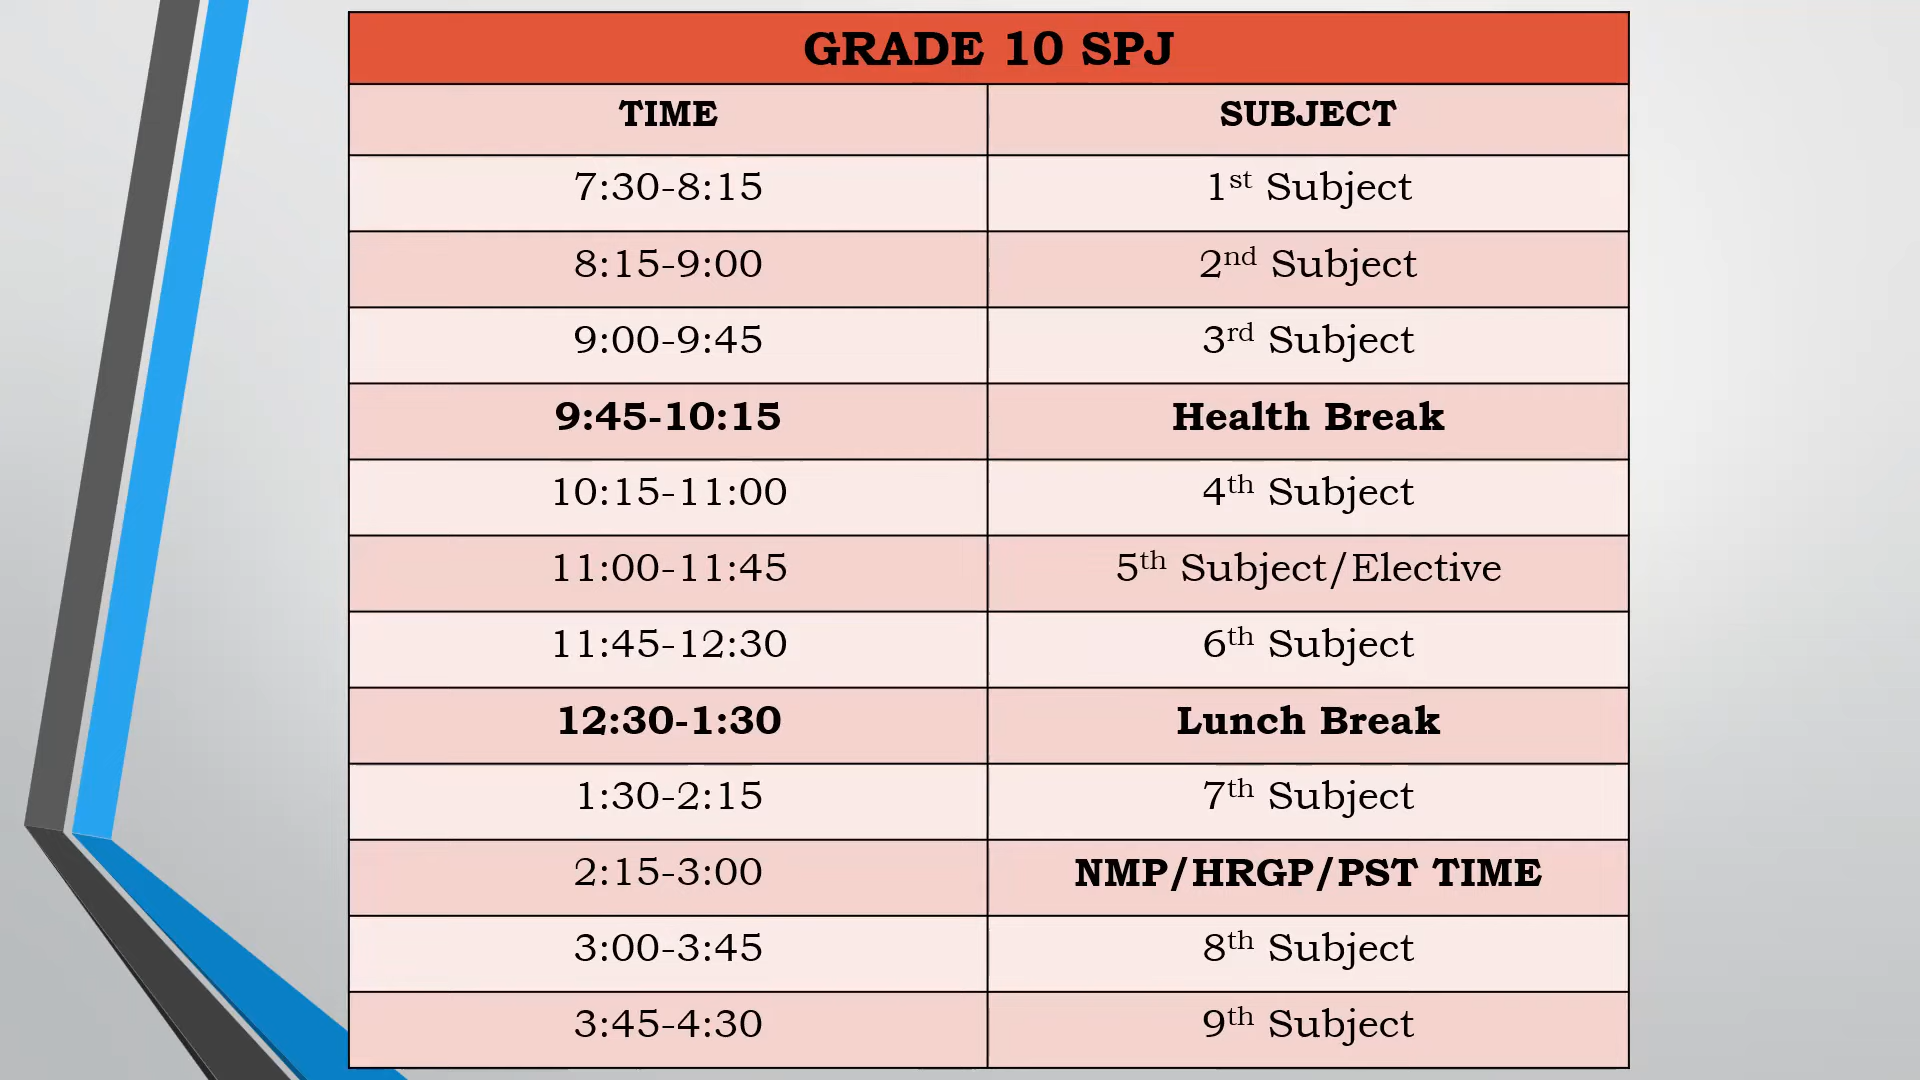 GRADE 10 SPJ
TIME SUBJECT
7:30-8:15 1st Subject
8:15-9:00 2nd Subject
9:00-9:45 3rd Subject
9:45-10:15 Health Break
10:15-11:00 4th Subject
11:00-11:45 5th Subject/Elective
11:45-12:30 6th Subject
12:30-1:30 Lunch Break
1:30-2:15 7th Subject
2:15-3:00 NMP/HRGP/PST TIME
3:00-3:45 8th Subject
3:45-4:30 9th Subject